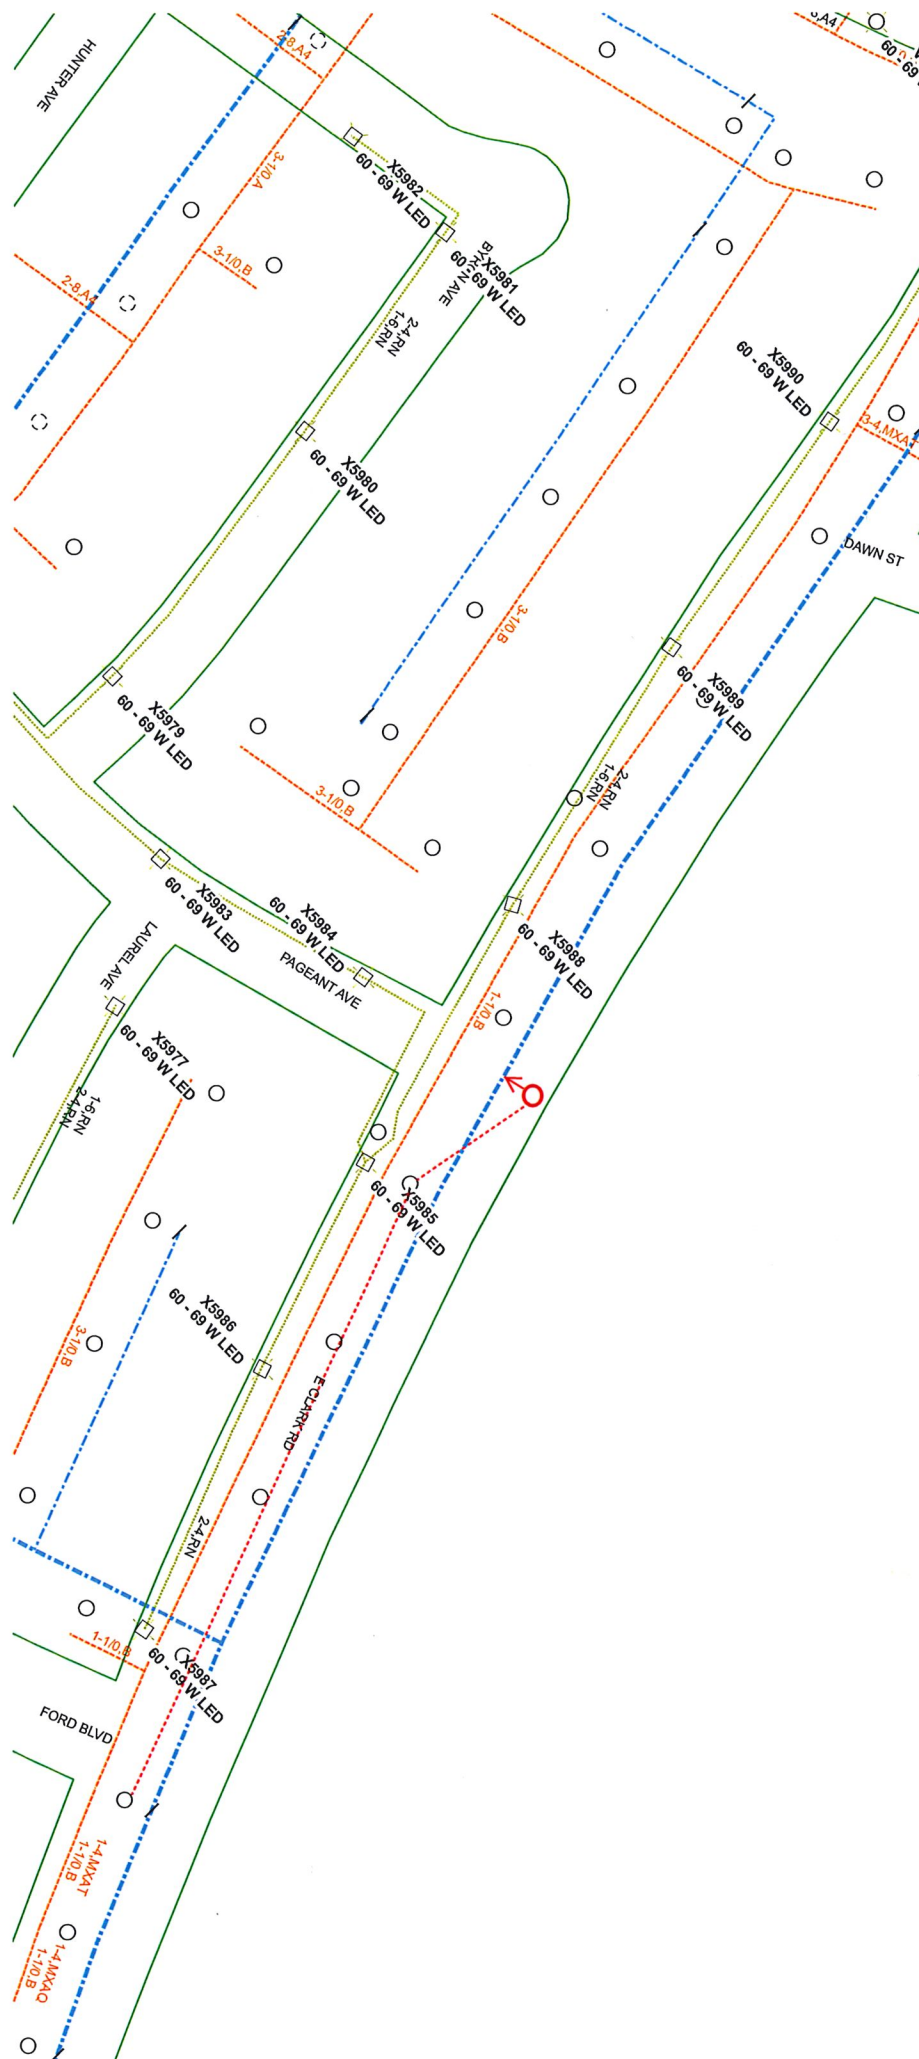 3,A4
60 - 69 W
2-8,A4
HUNTER AVE
X5982
60 - 69 W LED
3-1/0,A
3-1/0,B
X5981
60 - 69 W LED
2-8,A4
2-4,RN
1-6,RN
X5990
60 - 69 W LED
3-4,MXA
X5980
60 - 69 W LED
DAWN ST
3-1/0,B
X5989
60 - 69 W LED
X5979
60 - 69 W LED
2-4,RN
1-6,RN
3-1/0,B
X5983
60 - 69 W LED
X5984
60 - 69 W LED
X5988
60 - 69 W LED
LAUREL AVE
PAGEANT AVE
1-1/0,B
X5977
60 - 69 W LED
1-6,RN
2-4,RN
X5985
60 - 69 W LED
X5986
60 - 69 W LED
3-1/0,B
E CLARK RD
2-4,RN
1-1/0,B
X5987
60 - 69 W LED
FORD BLVD
1-4,MXAT
1-1/0,B
1-4,MXAQ
1-1/0,B